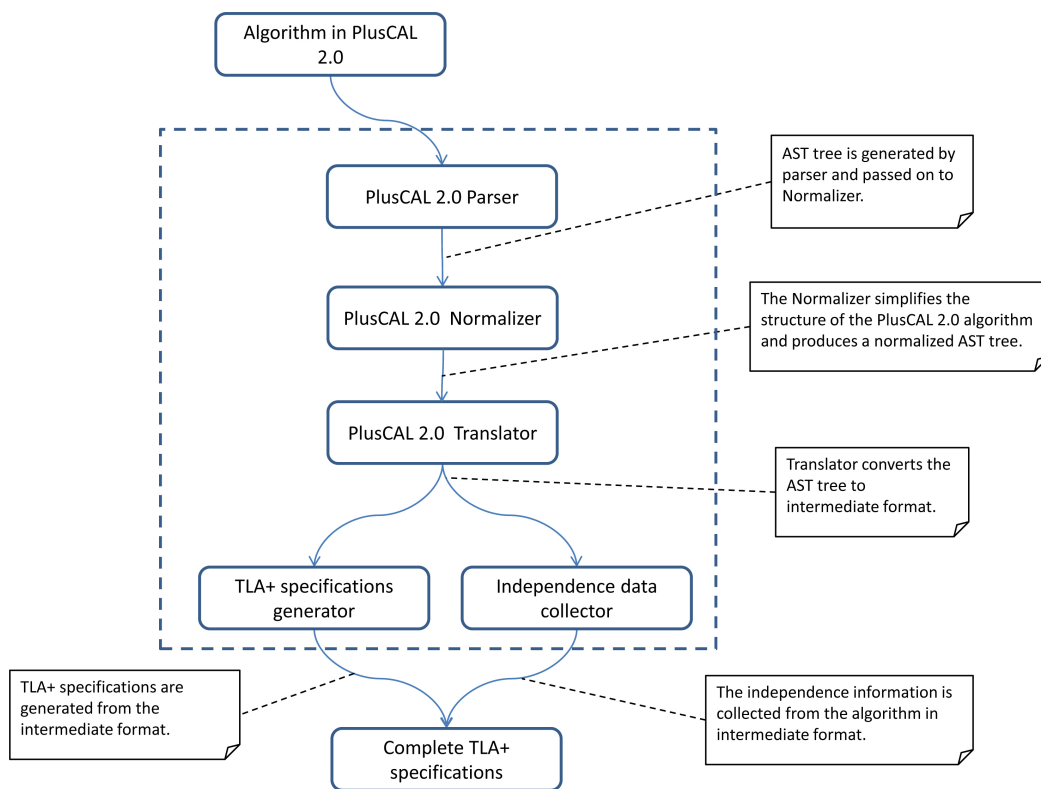 Algorithm in PlusCAL
2.0
AST tree is generated by
parser and passed on to
Normalizer.
PlusCAL 2.0 Parser
The Normalizer simplifies the
structure of the PlusCAL 2.0 algorithm
and produces a normalized AST tree.
PlusCAL 2.0 Normalizer
PlusCAL 2.0 Translator
Translator converts the
AST tree to
intermediate format.
TLA+ specifications
generator
Independence data
collector
TLA+ specifications are
generated from the
intermediate format.
The independence information is
collected from the algorithm in
intermediate format.
Complete TLA+
specifications